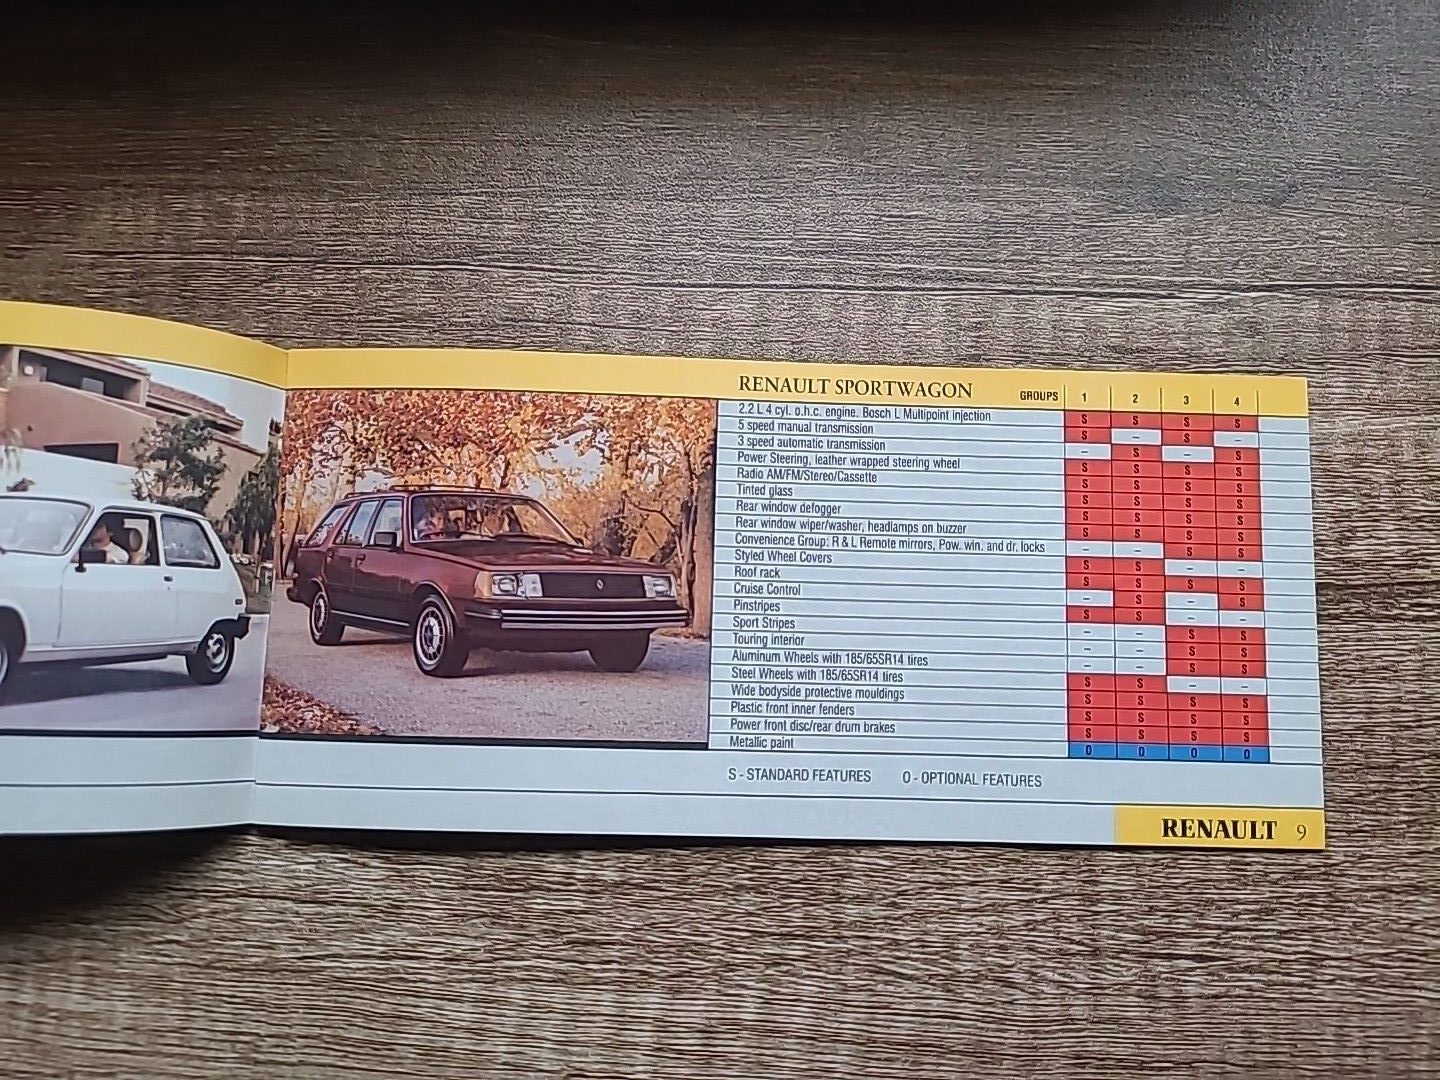 RENAULT SPORTWAGON GROUPS 1 2 3 4
2.2 L 4 cyl. o.h.c. engine. Bosch L Multipoint injection S S S S
5 speed manual transmission S – S –
3 speed automatic transmission – S – S
Power Steering, leather wrapped steering wheel S S S S
Radio AM/FM/Stereo/Cassette S S S S
Tinted glass S S S S
Rear window defogger S S S S
Rear window wiper/washer, headlamps on buzzer S S S S
Convenience Group: R & L Remote mirrors, Pow. win. and dr. locks – – S S
Styled Wheel Covers S S – –
Roof rack S S S S
Cruise Control – S – S
Pinstripes S S – –
Sport Stripes – – S S
Touring interior – – S S
Aluminum Wheels with 185/65SR14 tires – – S S
Steel Wheels with 185/65SR14 tires S S – –
Wide bodyside protective mouldings S S S S
Plastic front inner fenders S S S S
Power front disc/rear drum brakes S S S S
Metallic paint O O O O
S - STANDARD FEATURES O - OPTIONAL FEATURES
RENAULT 9